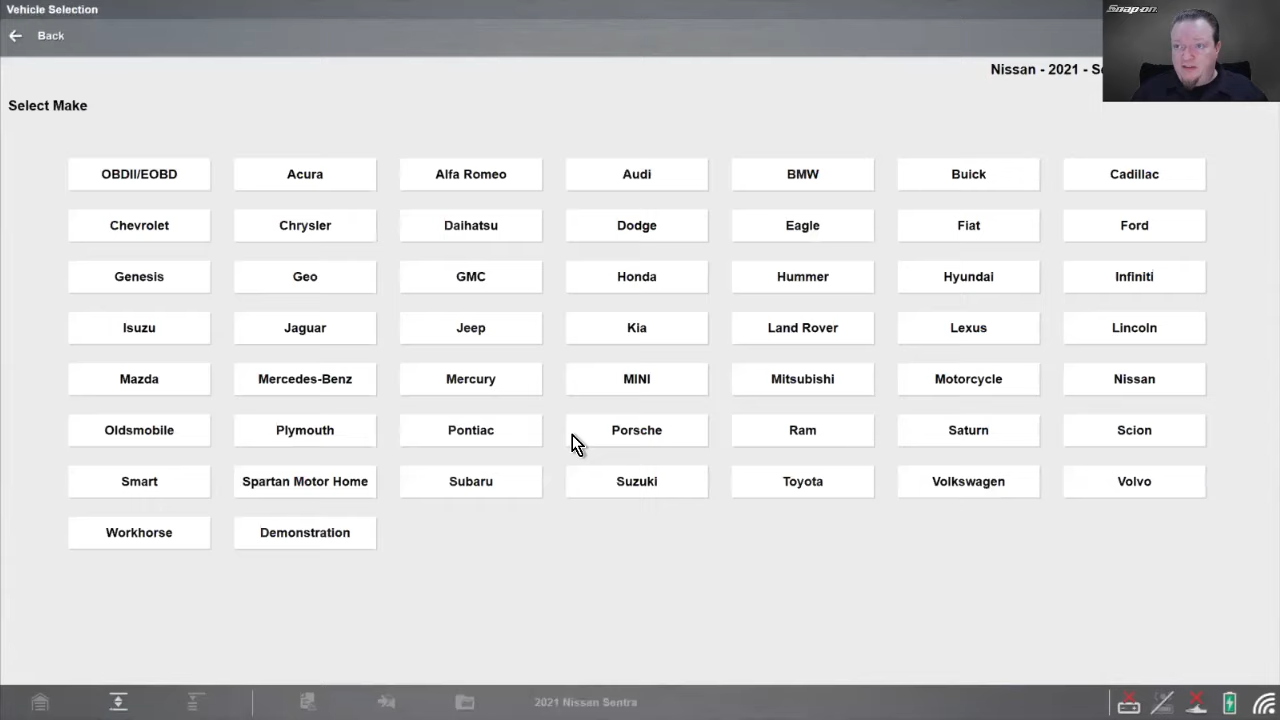 Vehicle Selection
Snap-on
Back
Nissan - 2021 - S
Select Make
OBDII/EOBD Acura Alfa Romeo Audi BMW Buick Cadillac
Chevrolet Chrysler Daihatsu Dodge Eagle Fiat Ford
Genesis Geo GMC Honda Hummer Hyundai Infiniti
Isuzu Jaguar Jeep Kia Land Rover Lexus Lincoln
Mazda Mercedes-Benz Mercury MINI Mitsubishi Motorcycle Nissan
Oldsmobile Plymouth Pontiac Porsche Ram Saturn Scion
Smart Spartan Motor Home Subaru Suzuki Toyota Volkswagen Volvo
Workhorse Demonstration
2021 Nissan Sentra